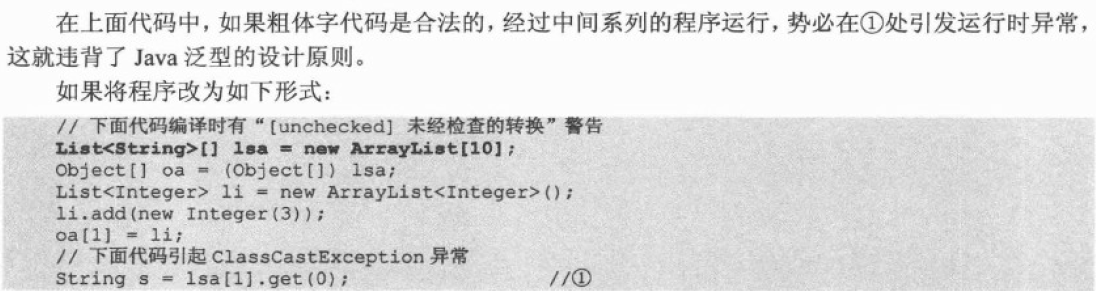 在上面代码中，如果粗体字代码是合法的，经过中间系列的程序运行，势必在①处引发运行时异常，
这就违背了 Java 泛型的设计原则。
如果将程序改为如下形式：
// 下面代码编译时有“[unchecked] 未经检查的转换”警告
List<String>[] lsa = new ArrayList[10];
Object[] oa = (Object[]) lsa;
List<Integer> li = new ArrayList<Integer>();
li.add(new Integer(3));
oa[1] = li;
// 下面代码引起 ClassCastException 异常
String s = lsa[1].get(0); //①